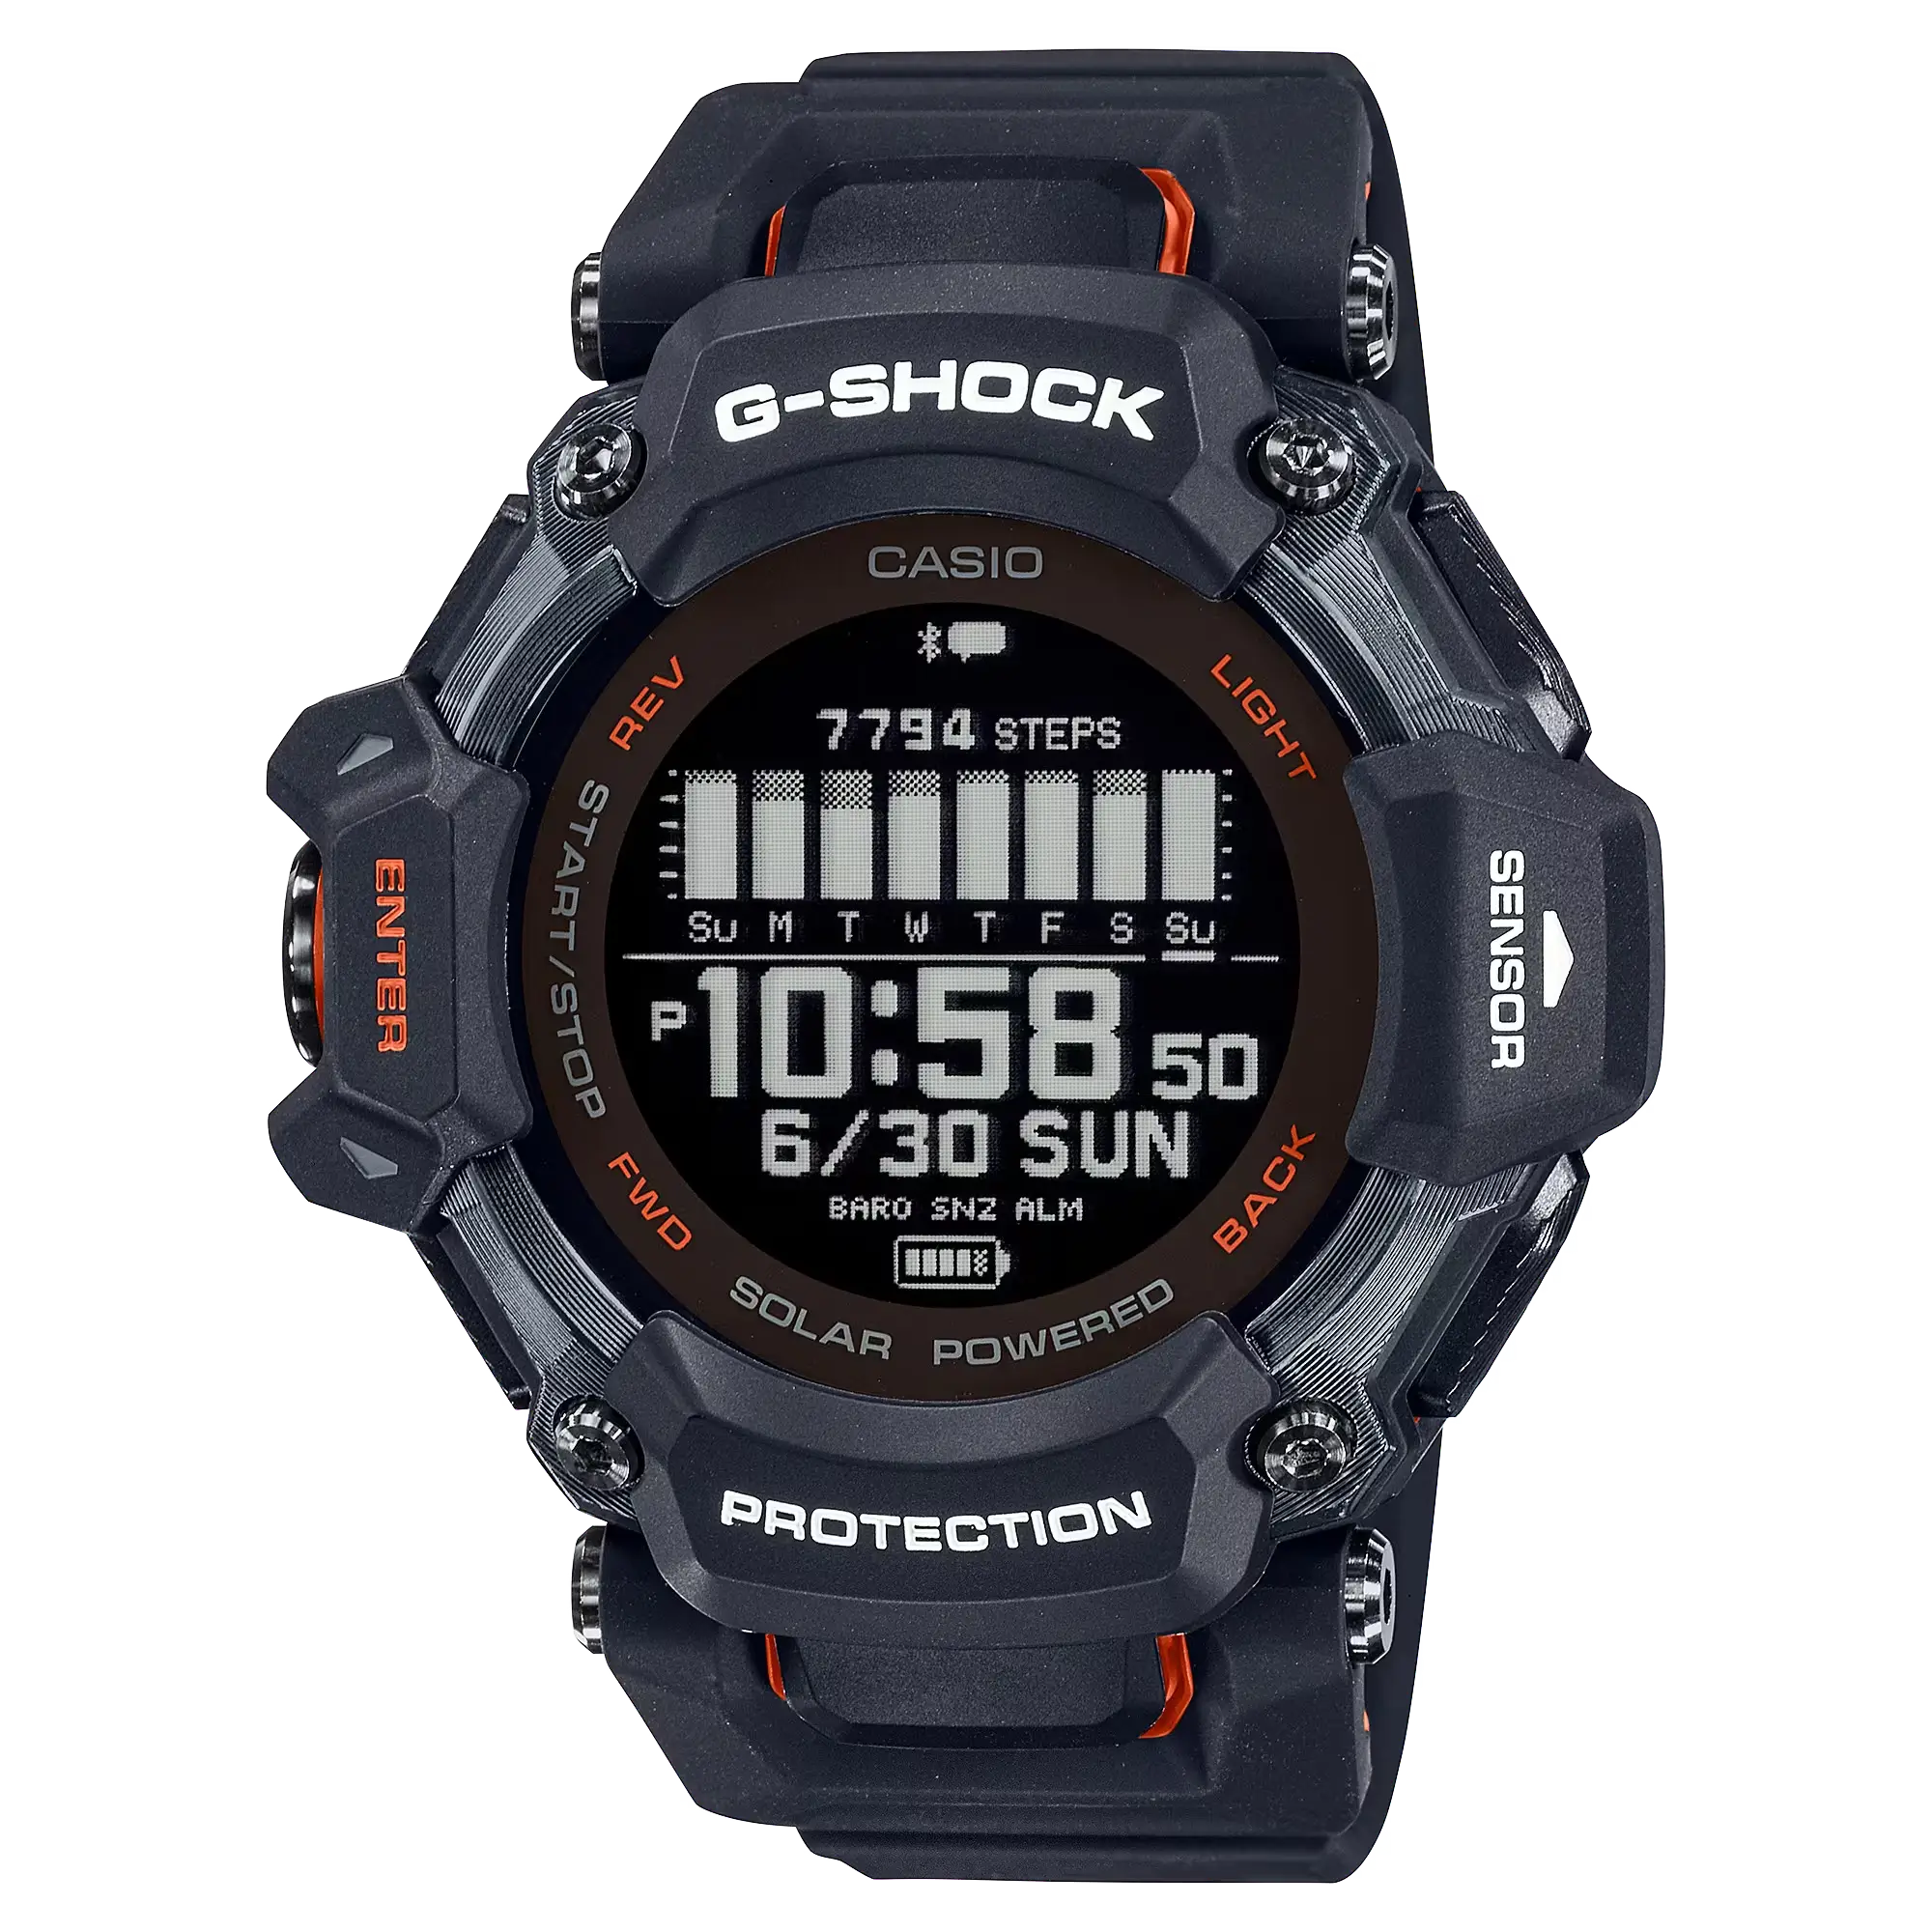 G-SHOCK
CASIO
REV
LIGHT
7794 STEPS
Su M T W T F S Su
START/STOP
ENTER
SENSOR
P 10:58 50
6/30 SUN
BARO SNZ ALM
FWD
BACK
SOLAR POWERED
PROTECTION